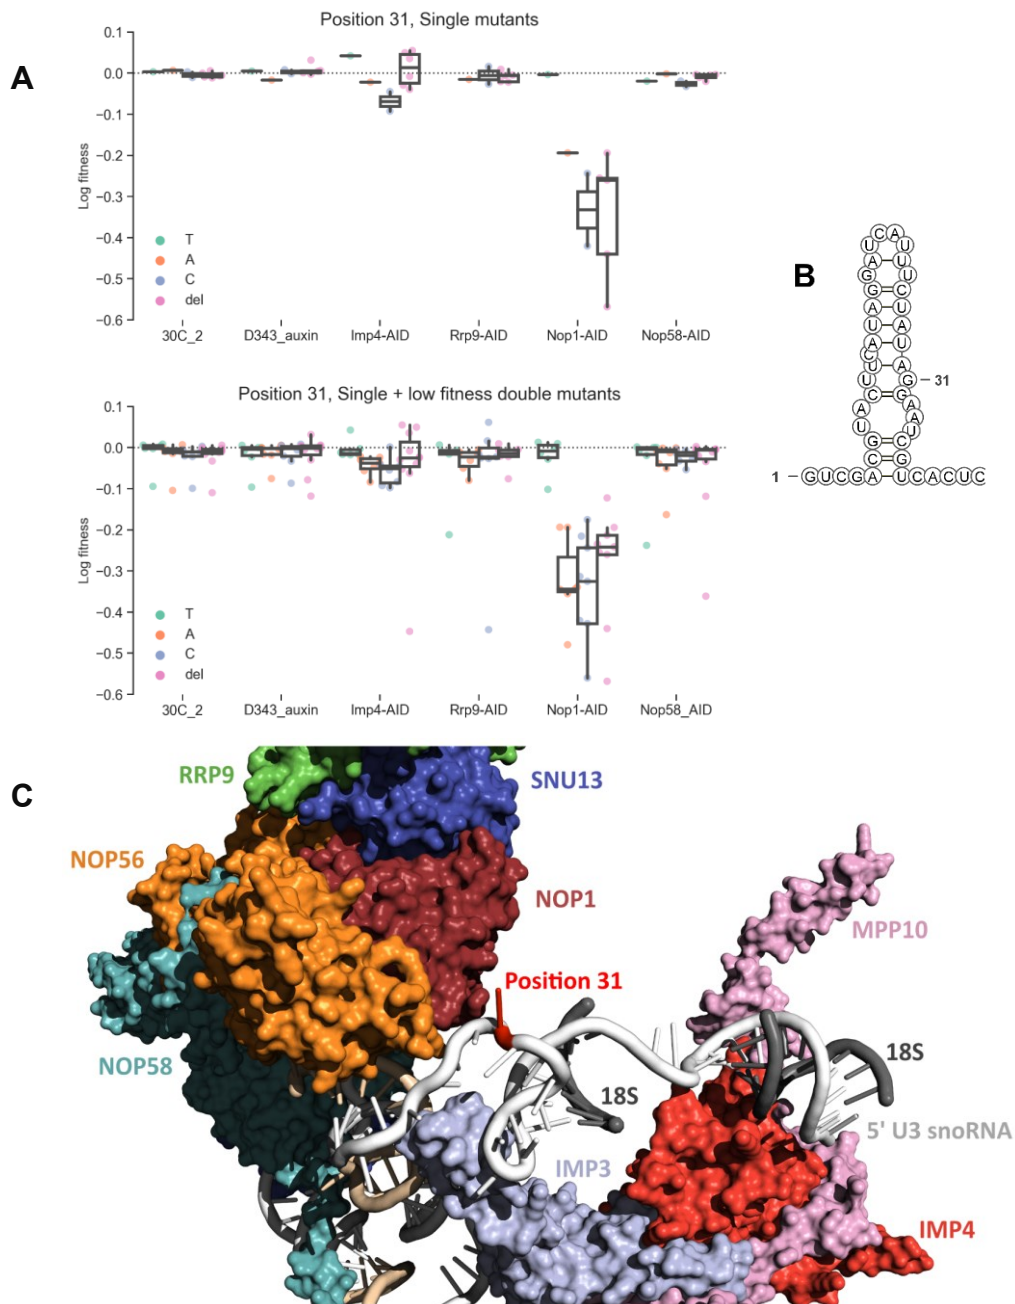 A
Position 31, Single mutants
0.1
0.0
−0.1
−0.2
−0.3
−0.4
−0.5
−0.6
Log fitness
T
A
C
del
30C_2 D343_auxin Imp4-AID Rrp9-AID Nop1-AID Nop58-AID
Position 31, Single + low fitness double mutants
0.1
0.0
−0.1
−0.2
−0.3
−0.4
−0.5
−0.6
Log fitness
T
A
C
del
30C_2 D343_auxin Imp4-AID Rrp9-AID Nop1-AID Nop58_AID
B
C A
U U
A U
G U
G C
A U
U A
A U
C
U A
U G – 31
C G
A A
A
U U
G C
C G
1 – G U C G A – U C A C U C
C
RRP9
SNU13
NOP56
NOP1
MPP10
Position 31
NOP58
18S
18S
5' U3 snoRNA
IMP3
IMP4